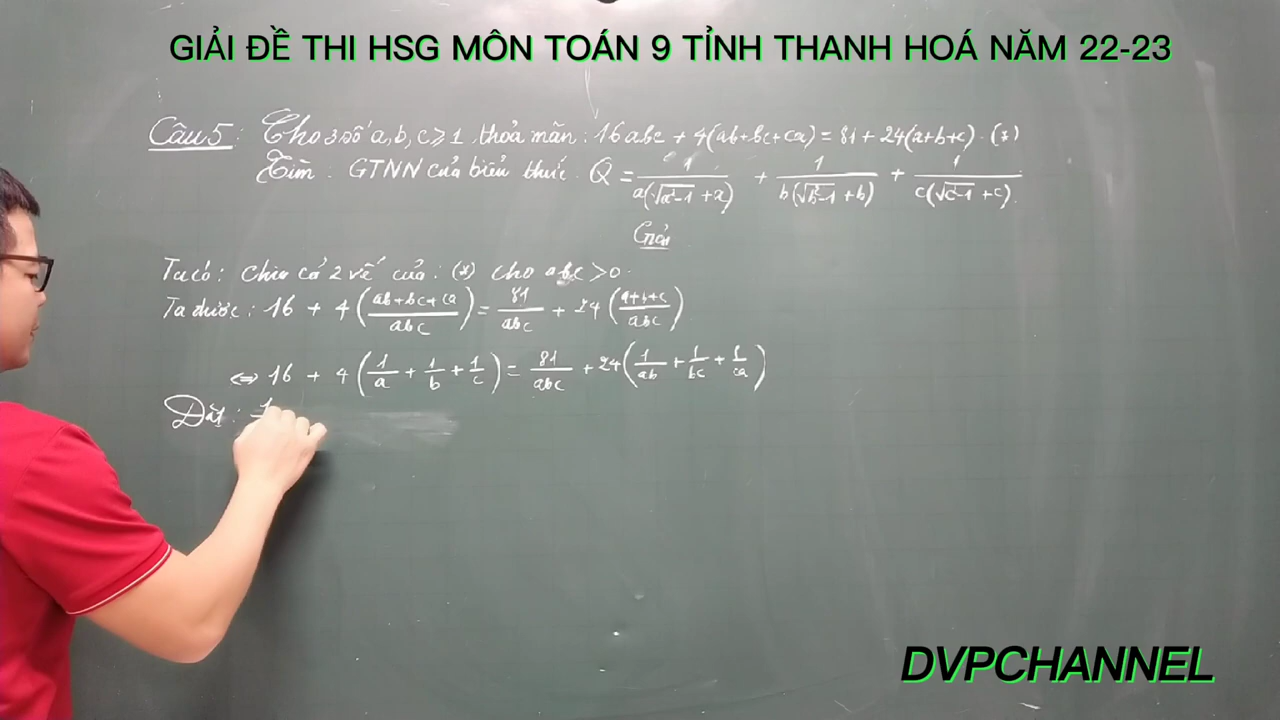 GIẢI ĐỀ THI HSG MÔN TOÁN 9 TỈNH THANH HOÁ NĂM 22-23
Câu 5: Cho 3 số a, b, c ≥ 1 thoả mãn: 16abc + 4(ab+bc+ca) = 81 + 24(a+b+c). (*)
Tìm: GTNN của biểu thức. Q = 1/(a(√(a²-1) + a)) + 1/(b(√(b²-1) + b)) + 1/(c(√(c²-1) + c)).
Giải
Ta có: chia cả 2 vế của: (*) cho abc > 0.
Ta được: 16 + 4((ab+bc+ca)/abc) = 81/abc + 24((a+b+c)/abc)
⇔ 16 + 4(1/a + 1/b + 1/c) = 81/abc + 24(1/ab + 1/bc + 1/ca)
Đặt: 1
DVPCHANNEL